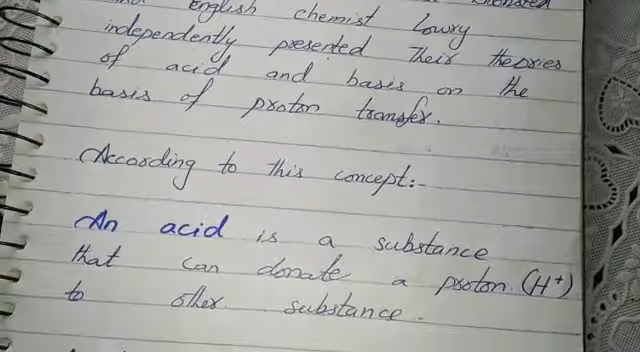 English chemist Lowry
independently presented Their theories
of acid and basis on the
basis of proton transfer.
According to this concept:-
An acid is a substance
that can donate a proton (H⁺)
to other substance.